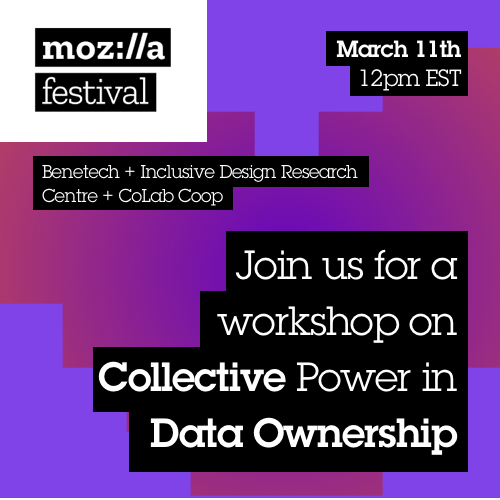 moz://a
festival
March 11th
12pm EST
Benetech + Inclusive Design Research
Centre + CoLab Coop
Join us for a
workshop on
Collective Power in
Data Ownership